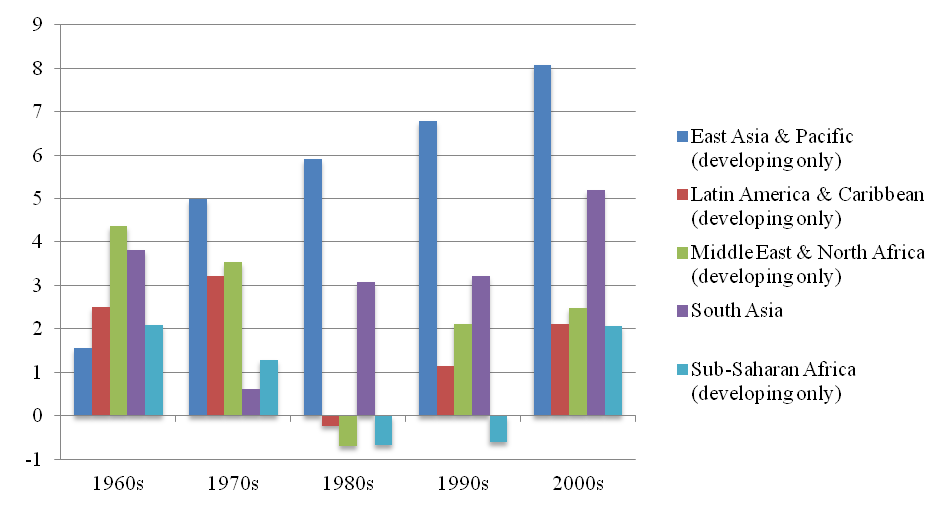 9
8
7
6
5
4
3
2
1
0
-1
1960s 1970s 1980s 1990s 2000s
East Asia & Pacific
(developing only)
Latin America & Caribbean
(developing only)
Middle East & North Africa
(developing only)
South Asia
Sub-Saharan Africa
(developing only)